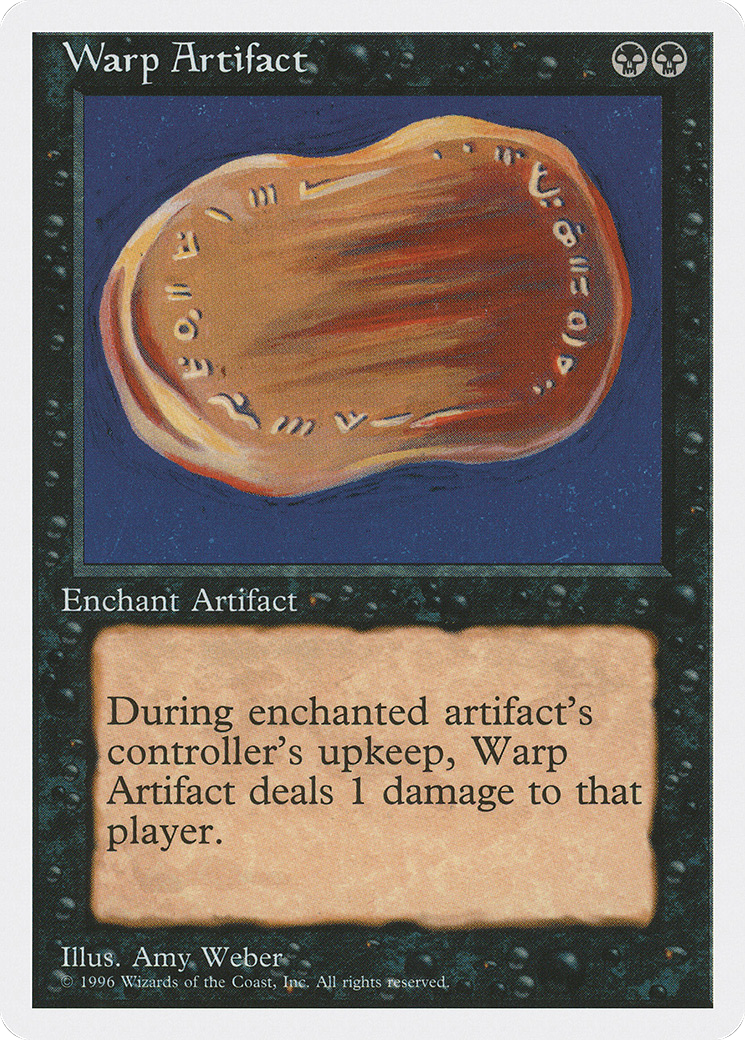 Warp Artifact
Enchant Artifact
During enchanted artifact's
controller's upkeep, Warp
Artifact deals 1 damage to that
player.
Illus. Amy Weber
© 1996 Wizards of the Coast, Inc. All rights reserved.